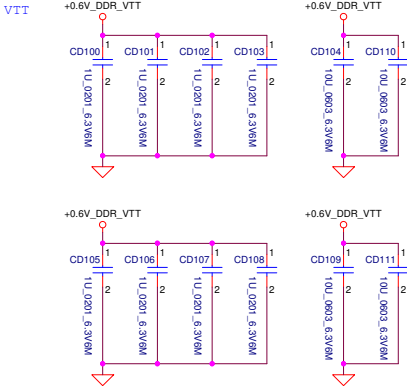 VTT
+0.6V_DDR_VTT
+0.6V_DDR_VTT
CD100 1
2
1U_0201_6.3V6M
CD101 1
2
1U_0201_6.3V6M
CD102 1
2
1U_0201_6.3V6M
CD103 1
2
1U_0201_6.3V6M
CD104 1
2
10U_0603_6.3V6M
CD110 1
2
10U_0603_6.3V6M
+0.6V_DDR_VTT
+0.6V_DDR_VTT
CD105 1
2
1U_0201_6.3V6M
CD106 1
2
1U_0201_6.3V6M
CD107 1
2
1U_0201_6.3V6M
CD108 1
2
1U_0201_6.3V6M
CD109 1
2
10U_0603_6.3V6M
CD111 1
2
10U_0603_6.3V6M